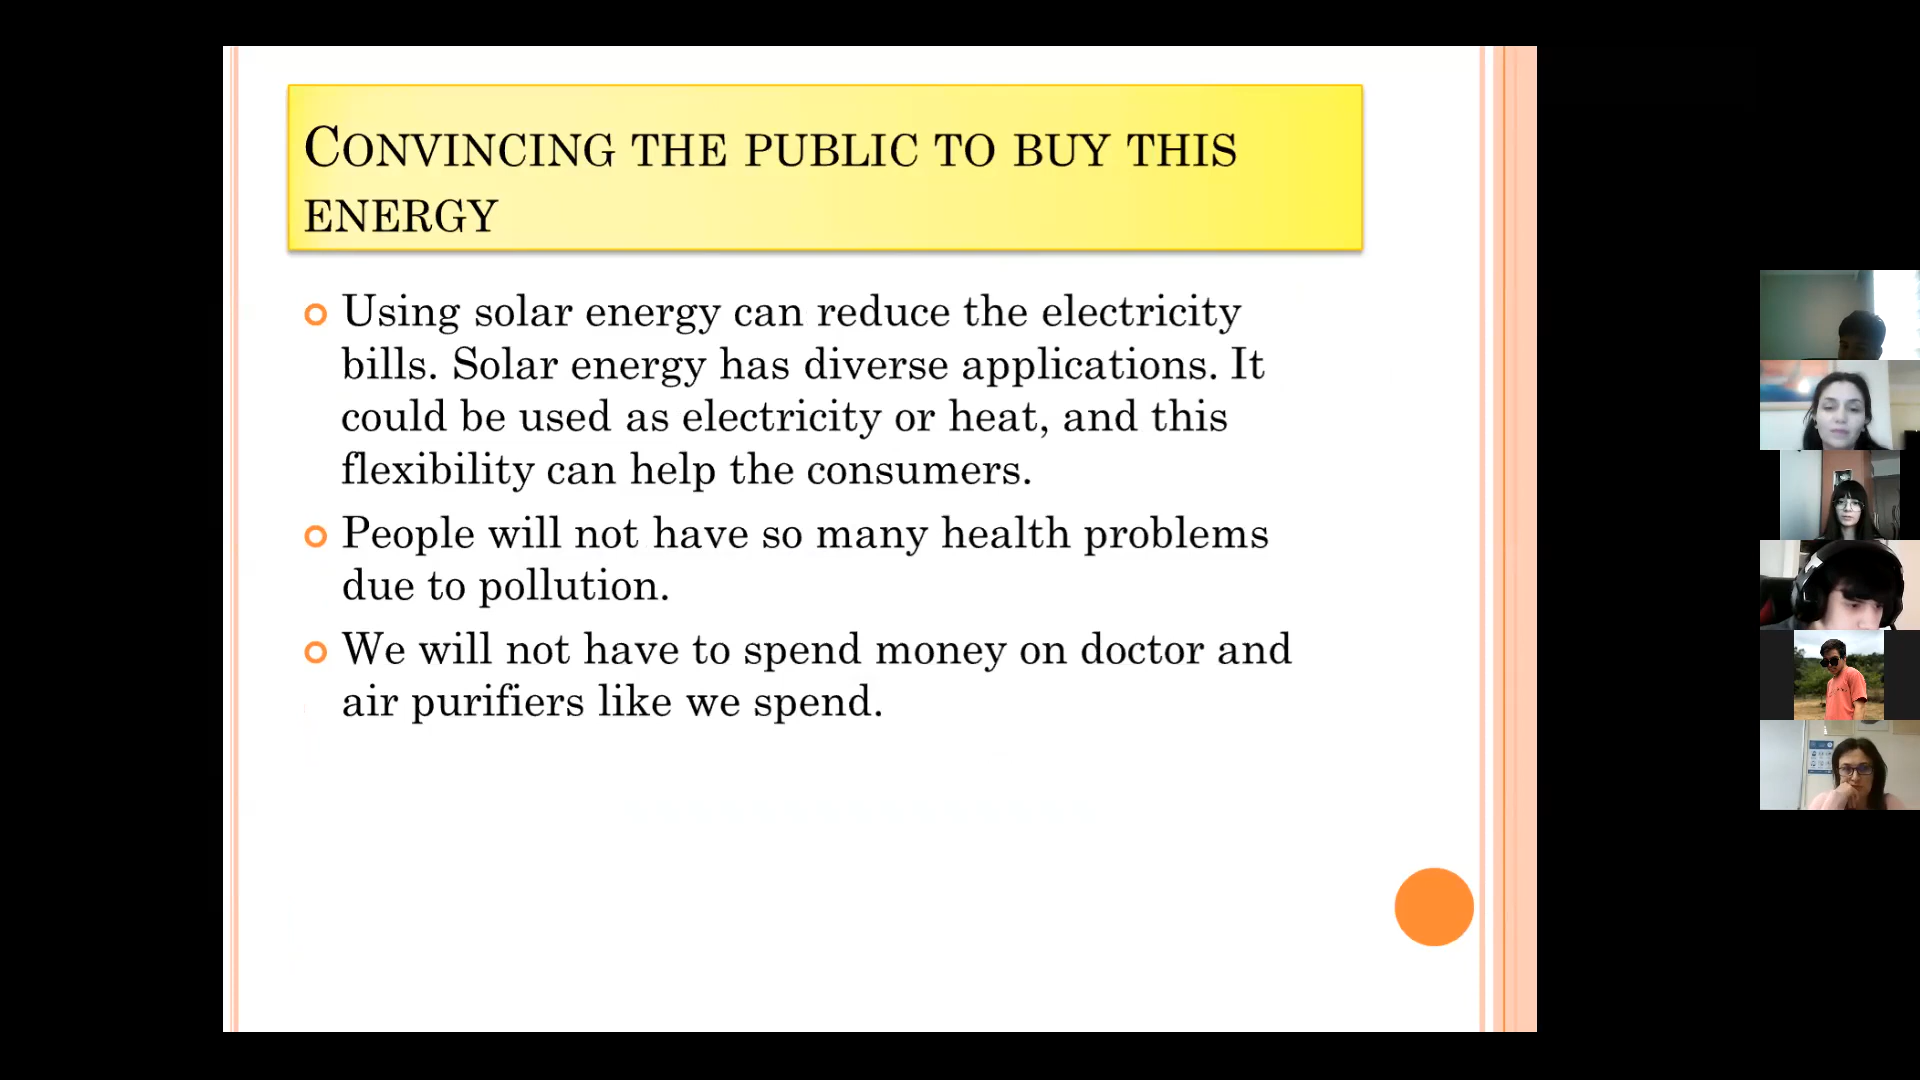 CONVINCING THE PUBLIC TO BUY THIS
ENERGY
Using solar energy can reduce the electricity
bills. Solar energy has diverse applications. It
could be used as electricity or heat, and this
flexibility can help the consumers.
People will not have so many health problems
due to pollution.
We will not have to spend money on doctor and
air purifiers like we spend.